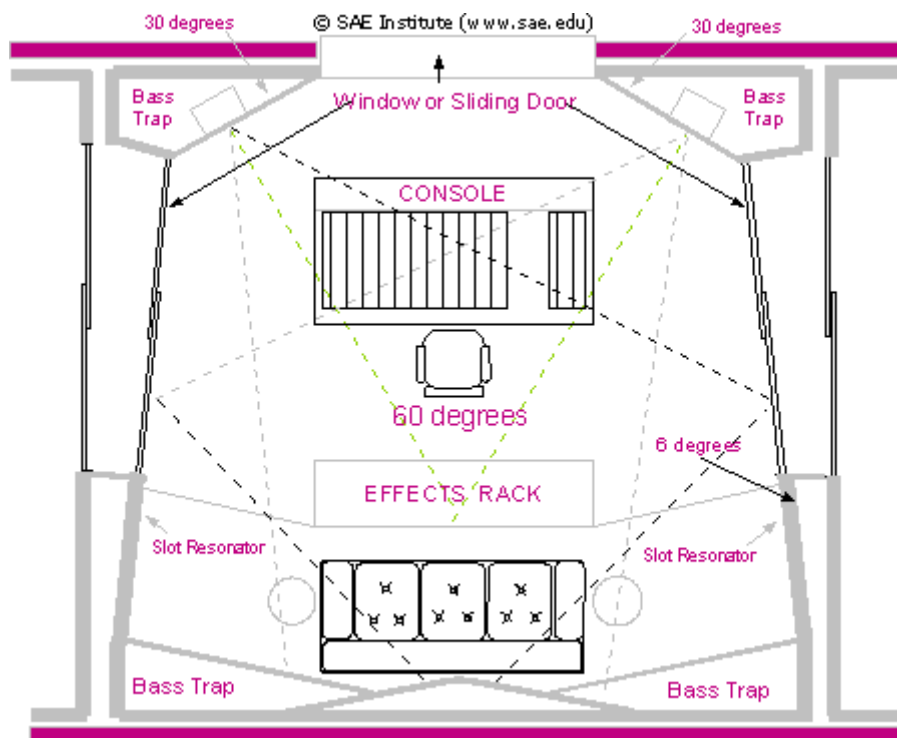 © SAE Institute (www.sae.edu)
30 degrees
30 degrees
Bass
Trap
Window or Sliding Door
Bass
Trap
CONSOLE
60 degrees
6 degrees
EFFECTS RACK
Slot Resonator
Slot Resonator
Bass Trap
Bass Trap